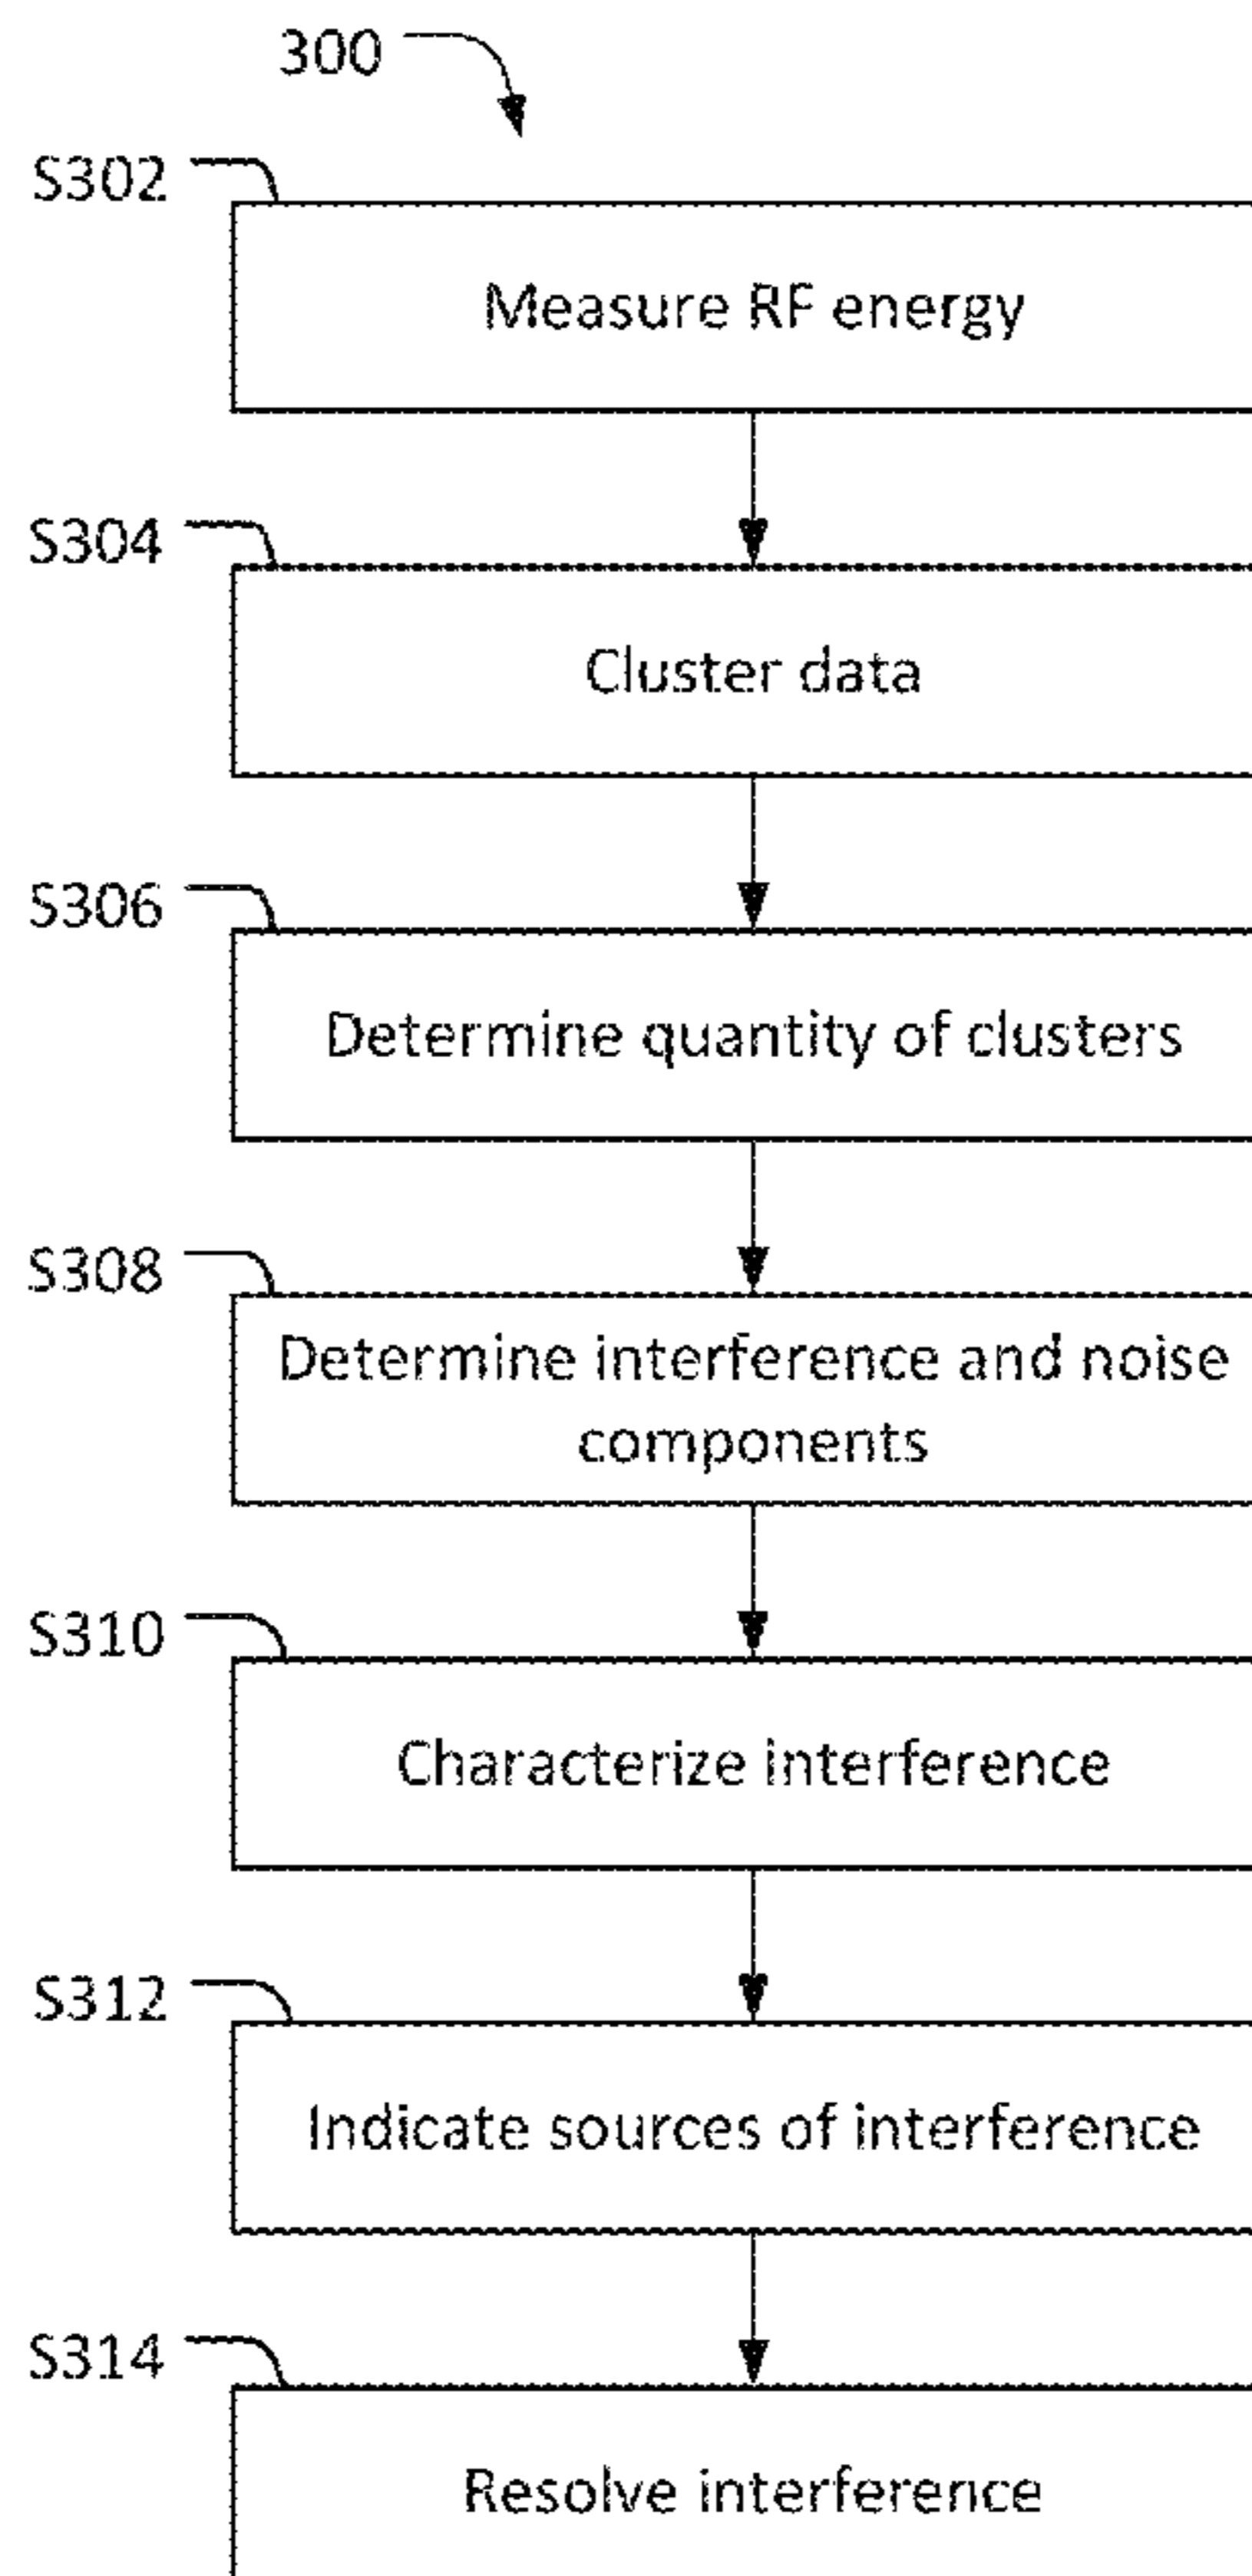 300
S302
Measure RF energy
S304
Cluster data
S306
Determine quantity of clusters
S308
Determine interference and noise
components
S310
Characterize interference
S312
Indicate sources of interference
S314
Resolve interference